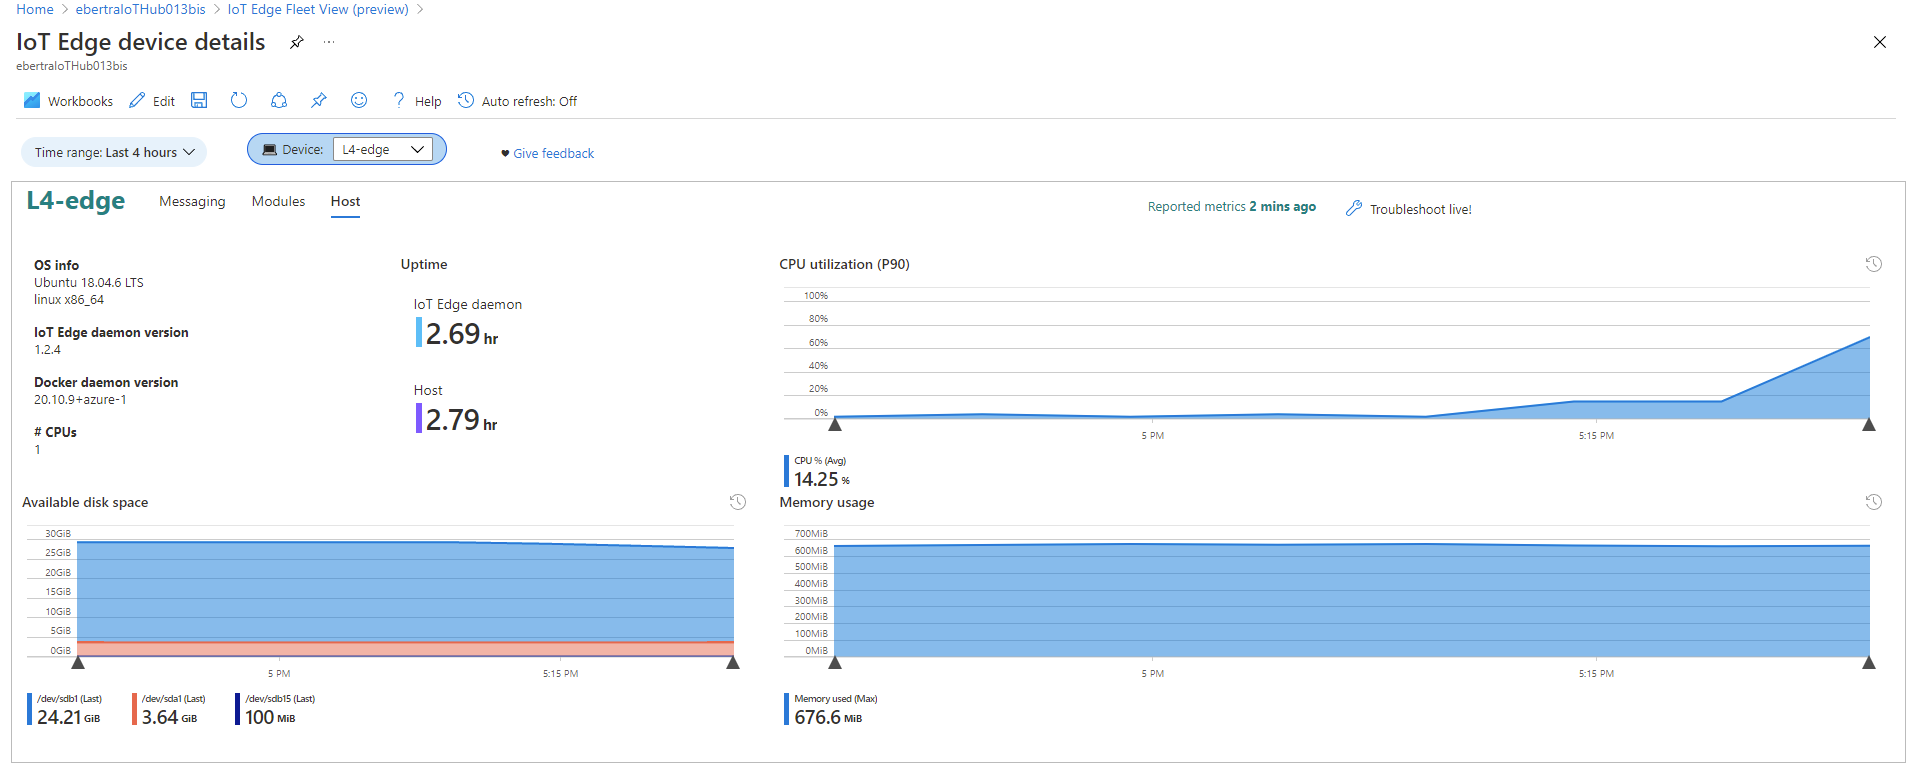 Home > ebertraIoTHub013bis > IoT Edge Fleet View (preview) >
IoT Edge device details ···
ebertraIoTHub013bis
Workbooks Edit ? Help Auto refresh: Off
Time range: Last 4 hours Device: L4-edge Give feedback
L4-edge Messaging Modules Host Reported metrics 2 mins ago Troubleshoot live!
OS info
Ubuntu 18.04.6 LTS
linux x86_64
IoT Edge daemon version
1.2.4
Docker daemon version
20.10.9+azure-1
# CPUs
1
Uptime
IoT Edge daemon
2.69 hr
Host
2.79 hr
CPU utilization (P90)
100%
80%
60%
40%
20%
0%
5 PM 5:15 PM
CPU % (Avg)
14.25 %
Available disk space
30GiB
25GiB
20GiB
15GiB
10GiB
5GiB
0GiB
5 PM 5:15 PM
/dev/sdb1 (Last) /dev/sda1 (Last) /dev/sdb15 (Last)
24.21 GiB 3.64 GiB 100 MiB
Memory usage
700MiB
600MiB
500MiB
400MiB
300MiB
200MiB
100MiB
0MiB
5 PM 5:15 PM
Memory used (Max)
676.6 MiB